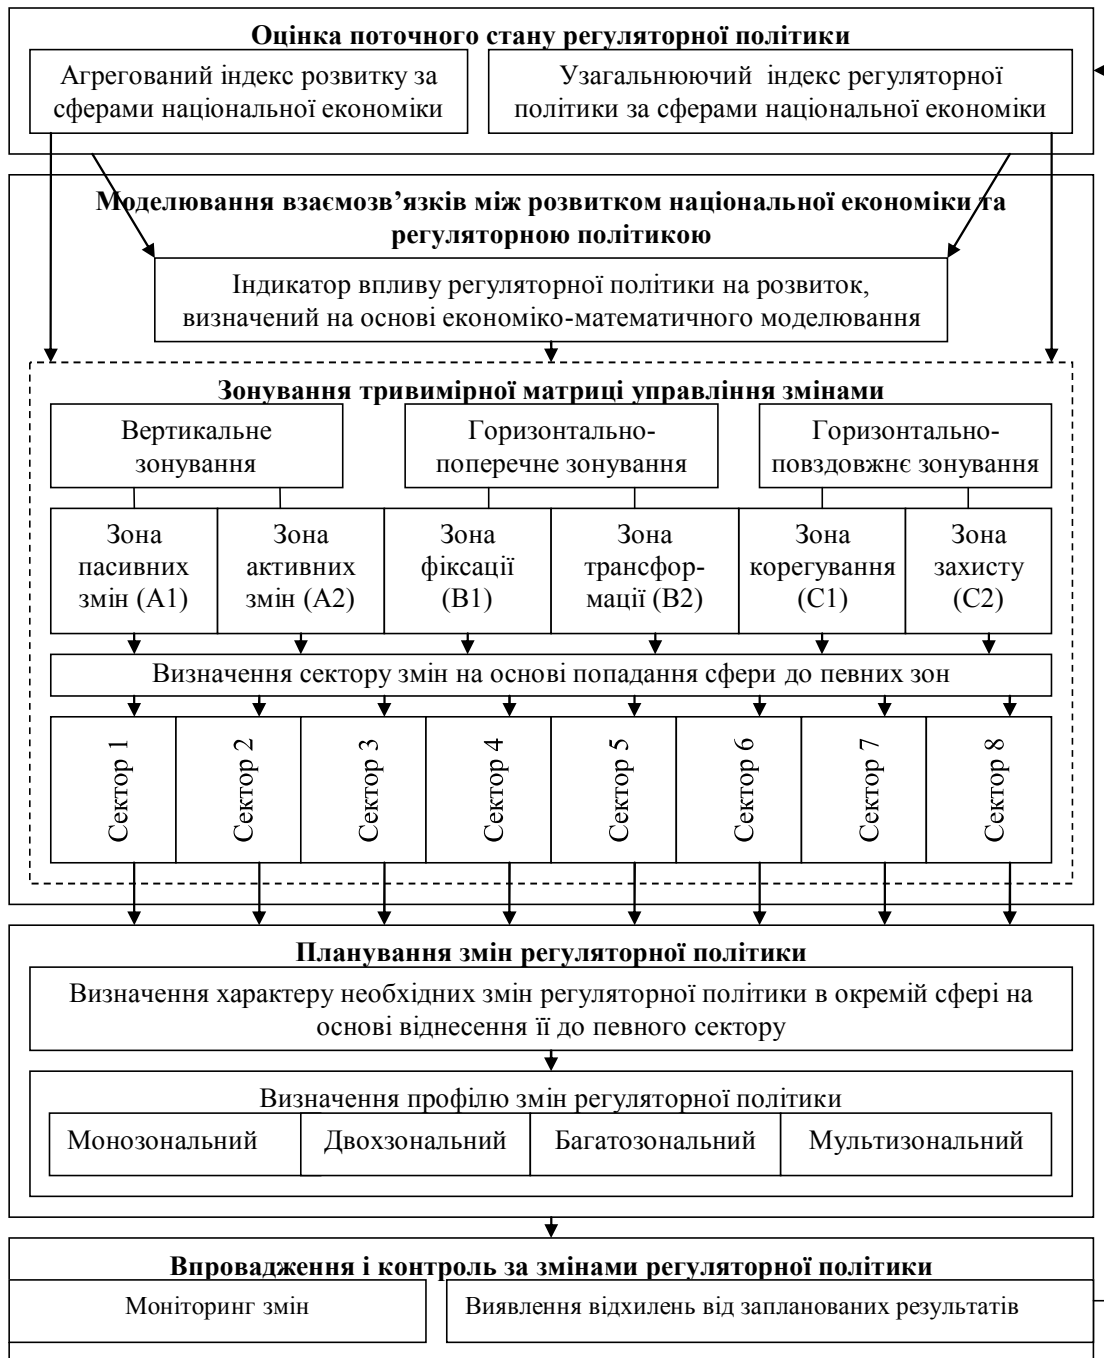 Оцінка поточного стану регуляторної політики
Агрегований індекс розвитку за
сферами національної економіки
Узагальнюючий індекс регуляторної
політики за сферами національної економіки
Моделювання взаємозв’язків між розвитком національної економіки та
регуляторною політикою
Індикатор впливу регуляторної політики на розвиток,
визначений на основі економіко-математичного моделювання
Зонування тривимірної матриці управління змінами
Вертикальне
зонування
Горизонтально-
поперечне зонування
Горизонтально-
повздовжнє зонування
Зона
пасивних
змін (А1)
Зона
активних
змін (А2)
Зона
фіксації
(В1)
Зона
трансфор-
мації (В2)
Зона
корегування
(С1)
Зона
захисту
(С2)
Визначення сектору змін на основі попадання сфери до певних зон
Сектор 1
Сектор 2
Сектор 3
Сектор 4
Сектор 5
Сектор 6
Сектор 7
Сектор 8
Планування змін регуляторної політики
Визначення характеру необхідних змін регуляторної політики в окремій сфері на
основі віднесення її до певного сектору
Визначення профілю змін регуляторної політики
Монозональний
Двохзональний
Багатозональний
Мультизональний
Впровадження і контроль за змінами регуляторної політики
Моніторинг змін
Виявлення відхилень від запланованих результатів